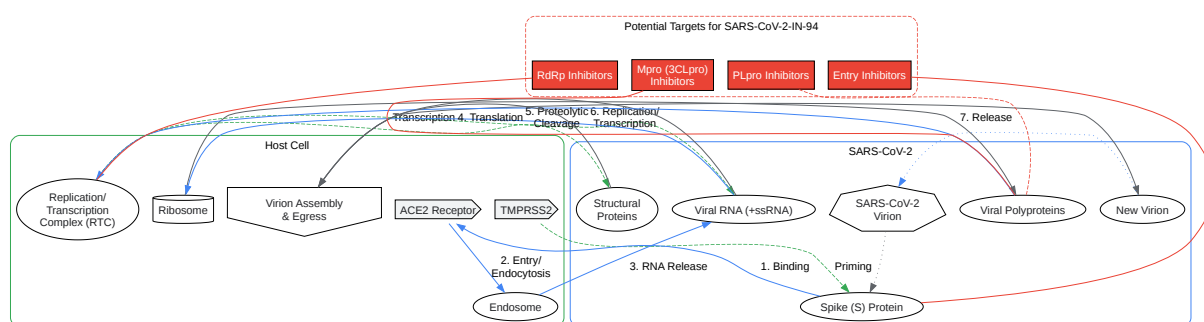 Potential Targets for SARS-CoV-2-IN-94
RdRp Inhibitors
Mpro (3CLpro)
Inhibitors
PLpro Inhibitors
Entry Inhibitors
Transcription
4. Translation
5. Proteolytic
Cleavage
6. Replication/
Transcription
7. Release
Host Cell
SARS-CoV-2
Replication/
Transcription
Complex (RTC)
Ribosome
Virion Assembly
& Egress
ACE2 Receptor
TMPRSS2
Structural
Proteins
Viral RNA (+ssRNA)
SARS-CoV-2
Virion
Viral Polyproteins
New Virion
2. Entry/
Endocytosis
3. RNA Release
1. Binding
Priming
Endosome
Spike (S) Protein